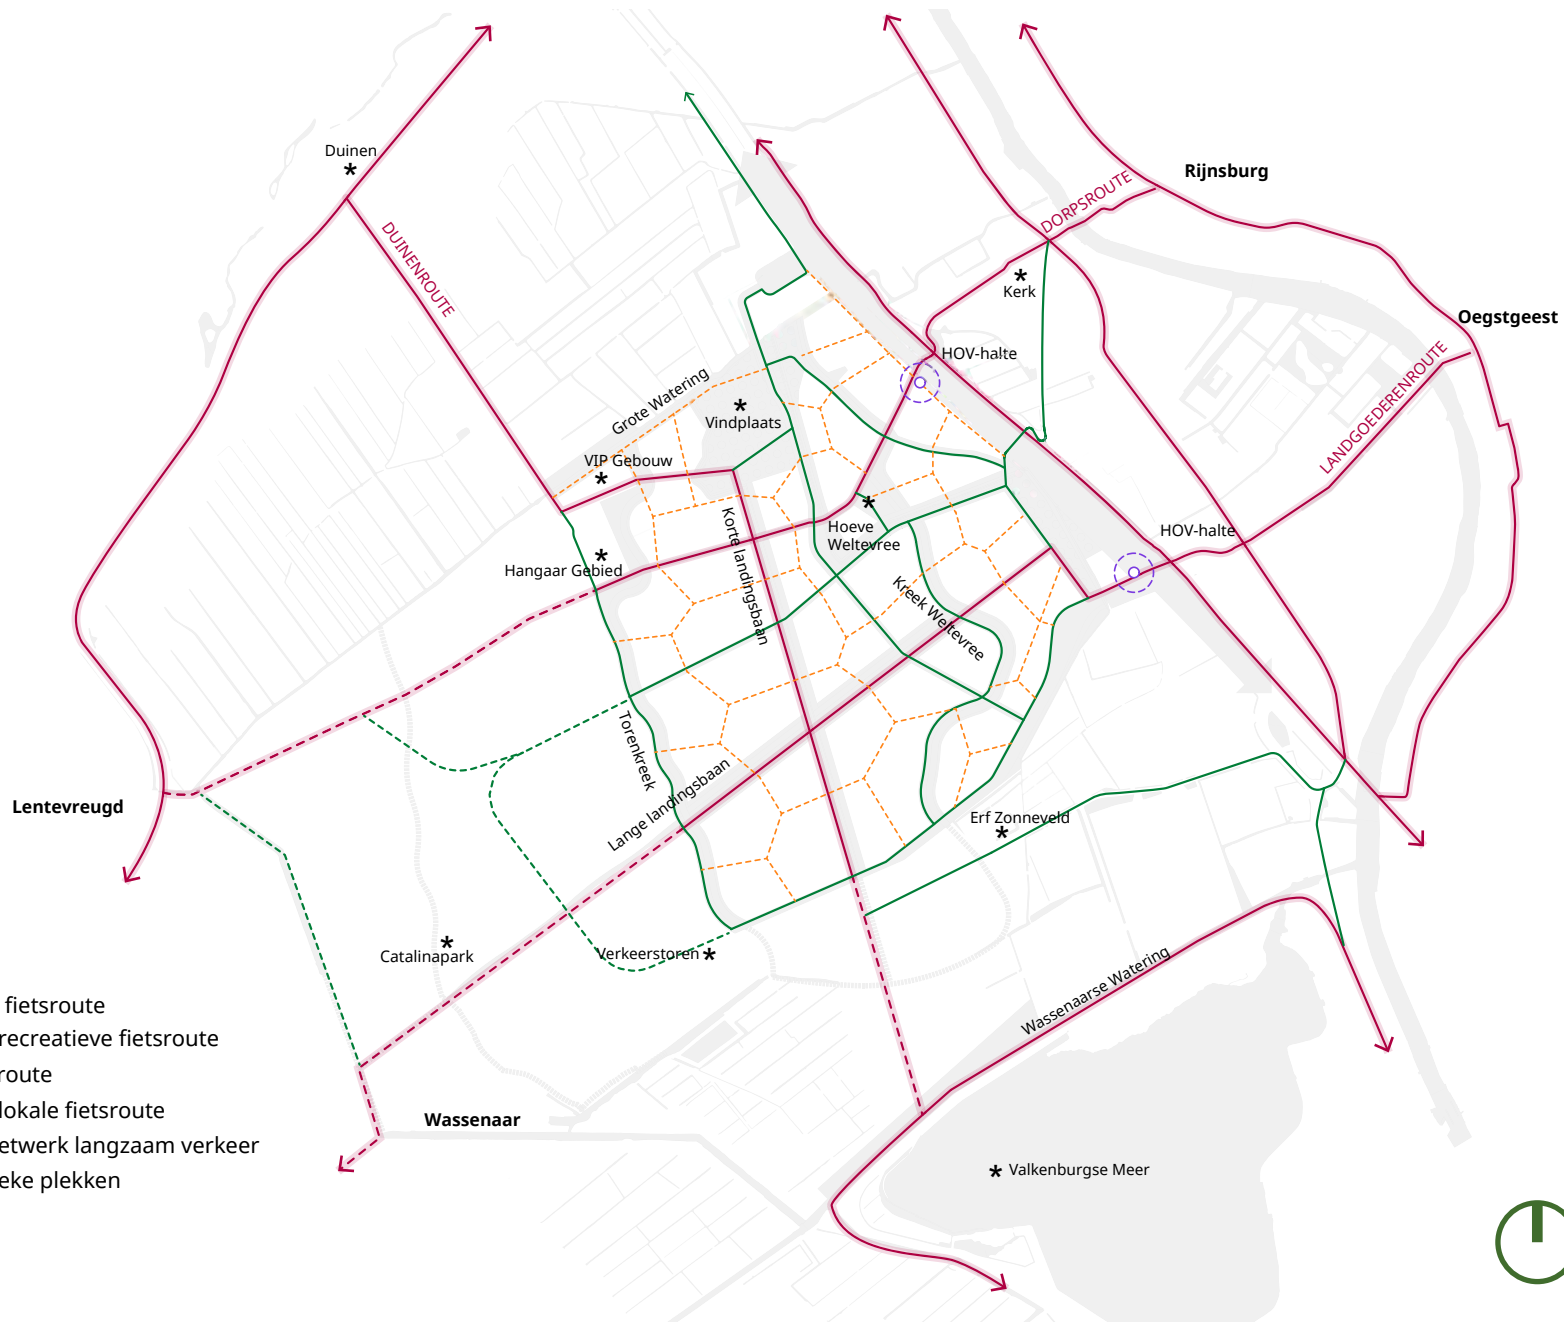 Duinen
DUINENROUTE
DORPSROUTE
Rijnsburg
Kerk
Oegstgeest
HOV-halte
LANDGOEDERENROUTE
Grote Watering
Vindplaats
VIP Gebouw
Korte landingsbaan
Hoeve
Weltevree
HOV-halte
Hangaar Gebied
Kreek Weltevree
Torenkreek
Lange landingsbaan
Lentevreugd
Erf Zonneveld
Catalinapark
Verkeerstoren
Wassenaarse Watering
fietsroute
recreatieve fietsroute
route
lokale fietsroute
etwerk langzaam verkeer
eke plekken
Wassenaar
Valkenburgse Meer